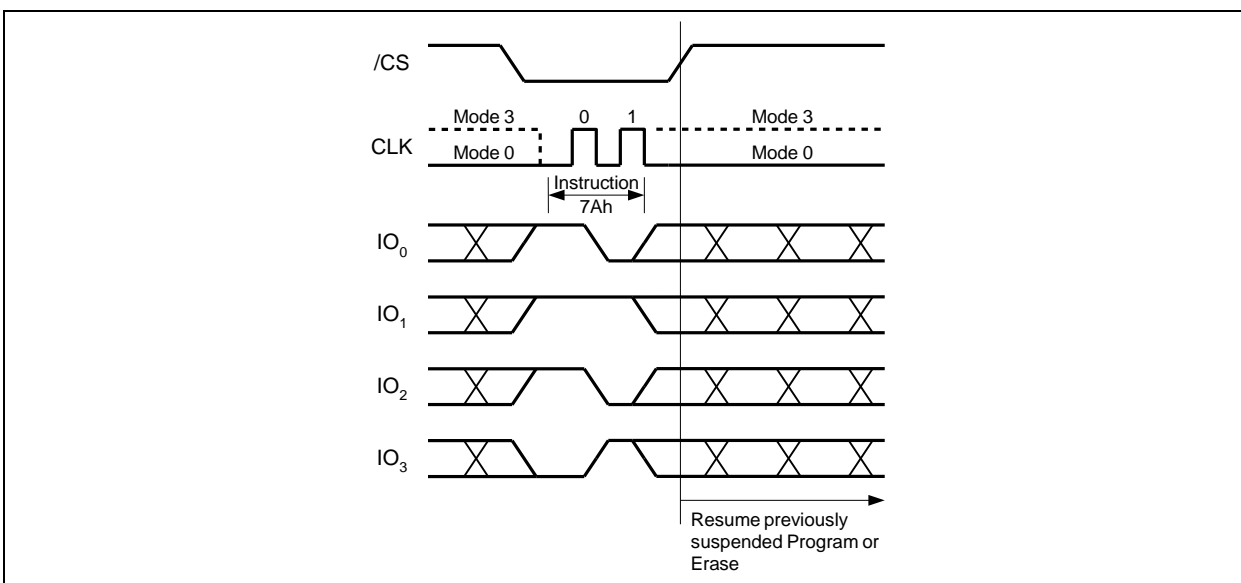 /CS
Mode 3 0 1 Mode 3
CLK
Mode 0 Mode 0
Instruction
7Ah
IO0
IO1
IO2
IO3
Resume previously
suspended Program or
Erase